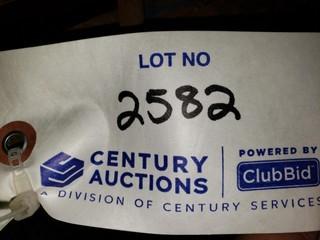 LOT NO
2582
CENTURY
AUCTIONS
POWERED BY
ClubBid
A DIVISION OF CENTURY SERVICES